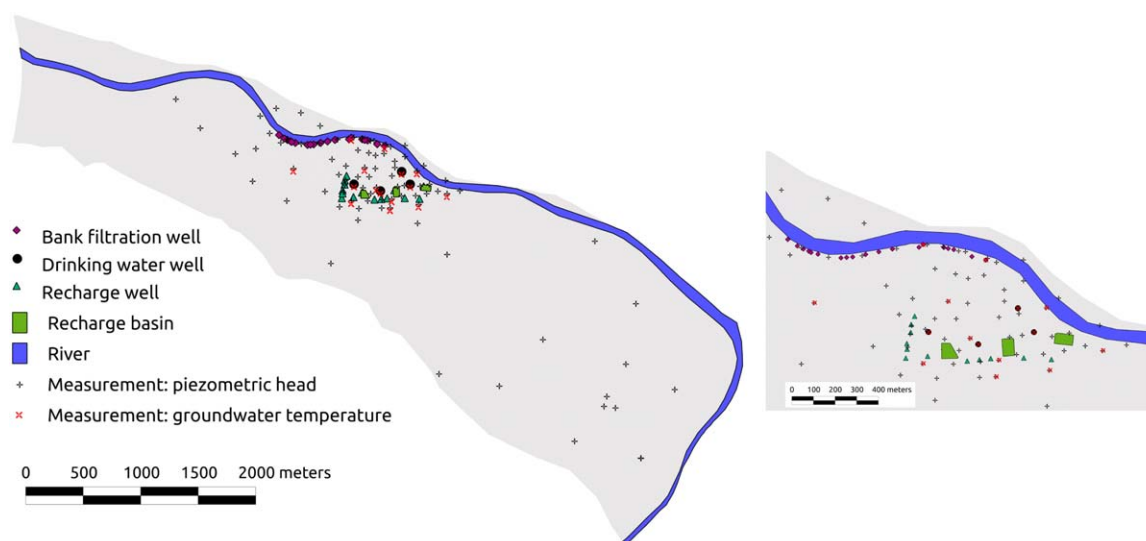 Bank filtration well
Drinking water well
Recharge well
Recharge basin
River
Measurement: piezometric head
Measurement: groundwater temperature
0 500 1000 1500 2000 meters
0 100 200 300 400 meters